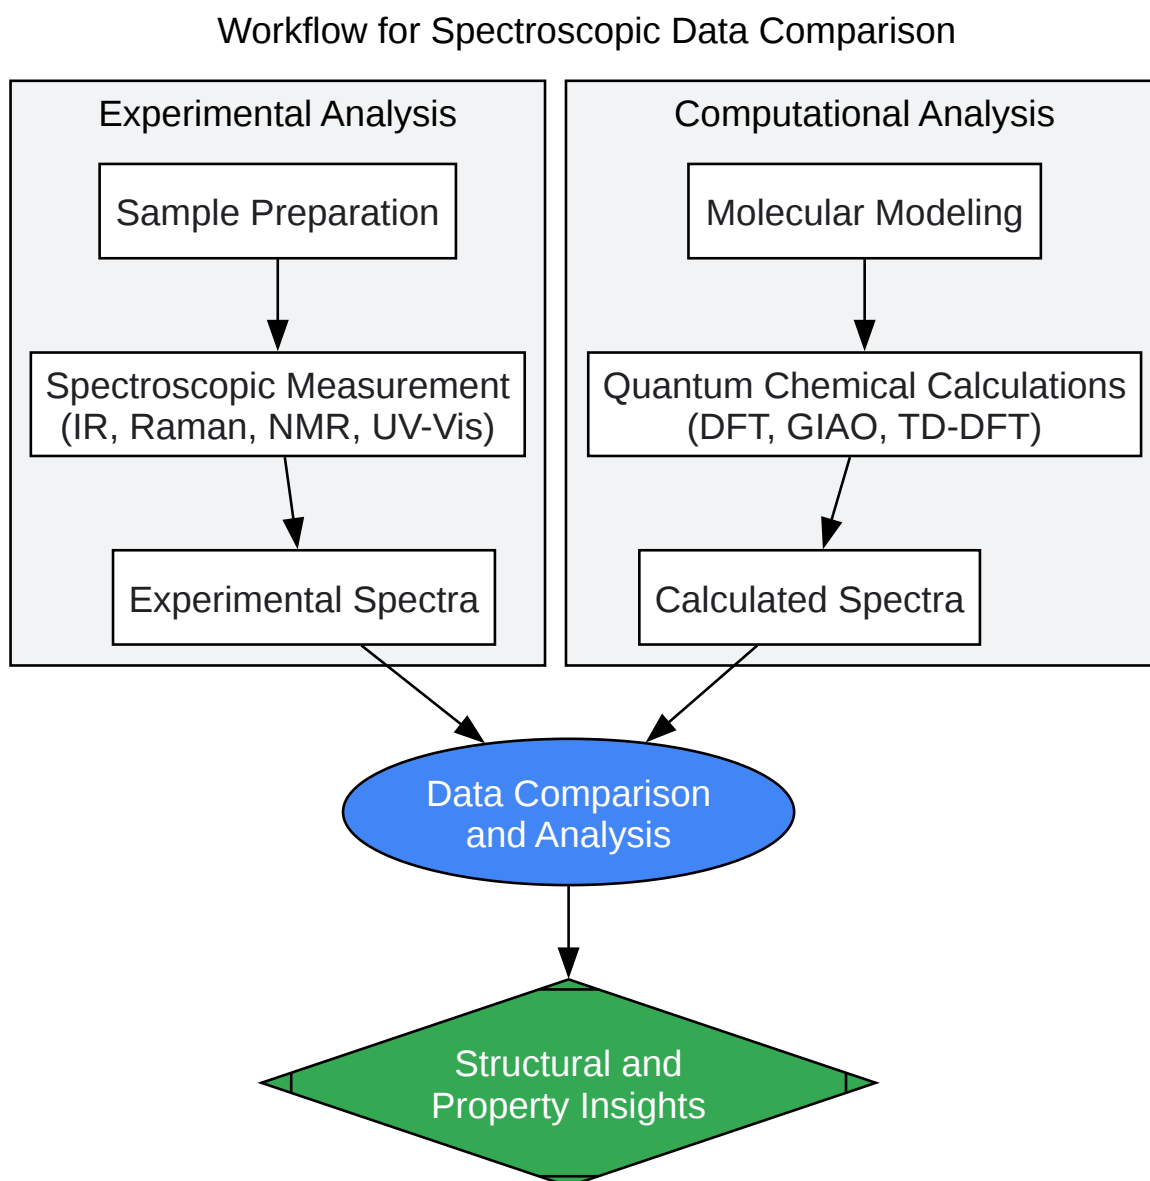 Workflow for Spectroscopic Data Comparison
Experimental Analysis
Sample Preparation
Spectroscopic Measurement
(IR, Raman, NMR, UV-Vis)
Experimental Spectra
Computational Analysis
Molecular Modeling
Quantum Chemical Calculations
(DFT, GIAO, TD-DFT)
Calculated Spectra
Data Comparison
and Analysis
Structural and
Property Insights